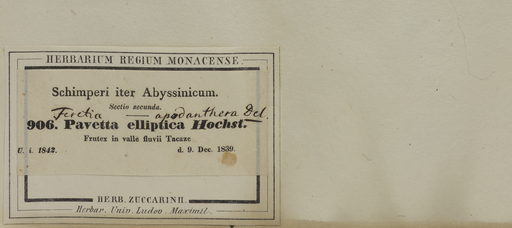 HERBARIUM REGIUM MONACENSE.
Schimperi iter Abyssinicum.
Sectio secunda.
Feretia — apodanthera Del.
906. Pavetta elliptica Hochst.
Frutex in valle fluvii Tacaze
U. i. 1842. d. 9. Dec. 1839.
HERB. ZUCCARINII.
Herbar. Univ. Ludov. Maximil.